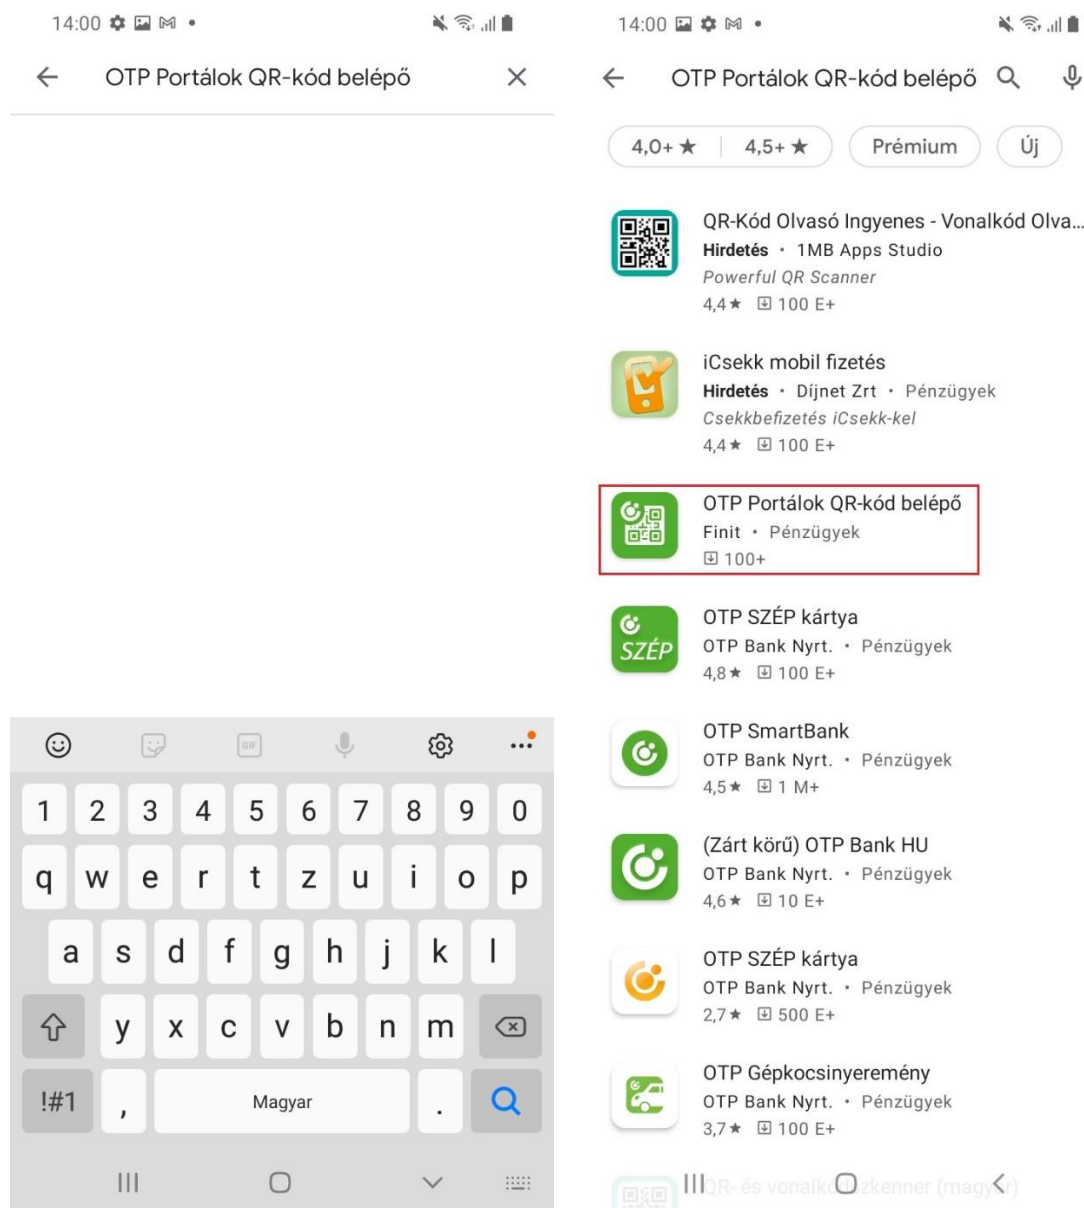 14:00
OTP Portálok QR-kód belépő
GIF
1 2 3 4 5 6 7 8 9 0
q w e r t z u i o p
a s d f g h j k l
y x c v b n m
!#1 , Magyar .
14:00
OTP Portálok QR-kód belépő
4,0+ ★ 4,5+ ★ Prémium Új
QR-Kód Olvasó Ingyenes - Vonalkód Olva...
Hirdetés • 1MB Apps Studio
Powerful QR Scanner
4,4★ 100 E+
iCsekk mobil fizetés
Hirdetés • Díjnet Zrt • Pénzügyek
Csekkbefizetés iCsekk-kel
4,4★ 100 E+
OTP Portálok QR-kód belépő
Finit • Pénzügyek
100+
SZÉP
OTP SZÉP kártya
OTP Bank Nyrt. • Pénzügyek
4,8★ 100 E+
OTP SmartBank
OTP Bank Nyrt. • Pénzügyek
4,5★ 1 M+
(Zárt körű) OTP Bank HU
OTP Bank Nyrt. • Pénzügyek
4,6★ 10 E+
OTP SZÉP kártya
OTP Bank Nyrt. • Pénzügyek
2,7★ 500 E+
OTP Gépkocsinyeremény
OTP Bank Nyrt. • Pénzügyek
3,7★ 100 E+
QR- és vonalkódszkenner (magyar)